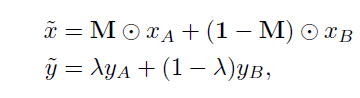 x̃ = M ⊙ x_A + (1 − M) ⊙ x_B
ỹ = λy_A + (1 − λ)y_B,